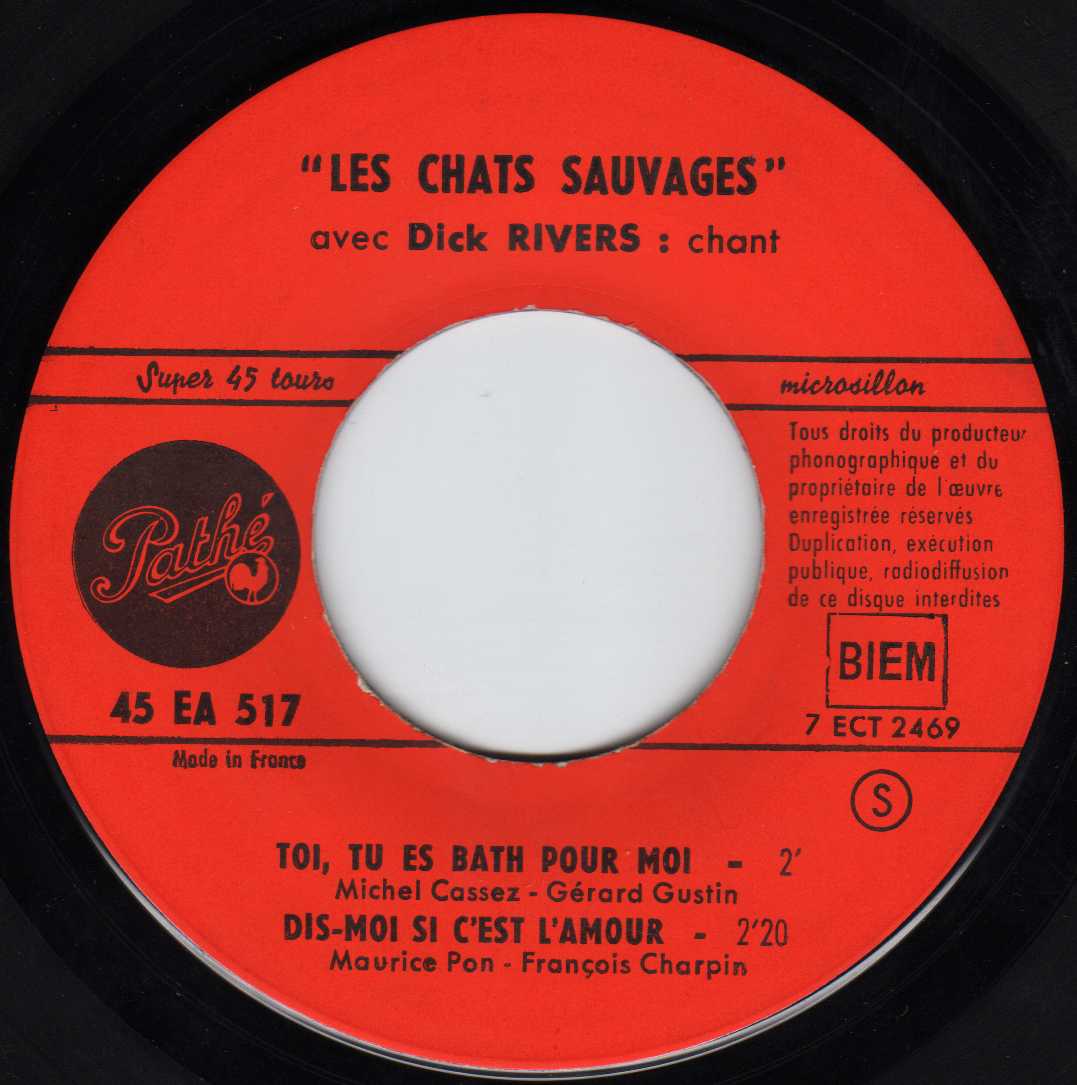 "LES CHATS SAUVAGES"
avec Dick RIVERS : chant
Super 45 tours
microsillon
Tous droits du producteur
phonographique et du
propriétaire de l'œuvre
enregistrée réservés
Duplication, exécution
publique, radiodiffusion
de ce disque interdites
Pathé
BIEM
45 EA 517
7 ECT 2469
Made in France
S
TOI, TU ES BATH POUR MOI - 2'
Michel Cassez - Gérard Gustin
DIS-MOI SI C'EST L'AMOUR - 2'20
Maurice Pon - François Charpin